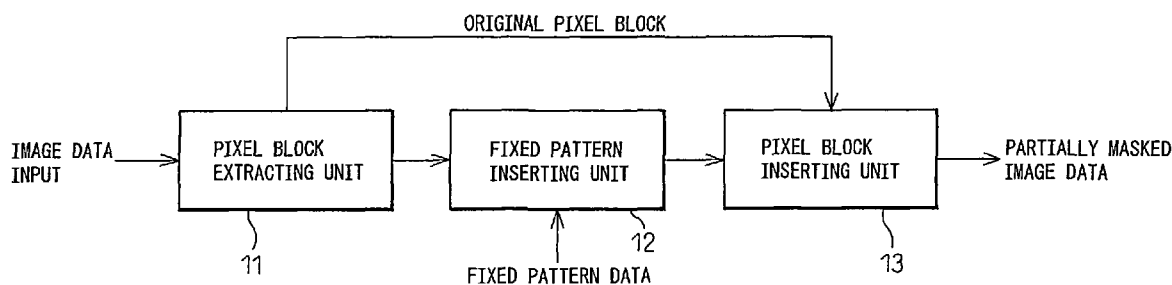 ORIGINAL PIXEL BLOCK
IMAGE DATA
INPUT
PIXEL BLOCK
EXTRACTING UNIT
FIXED PATTERN
INSERTING UNIT
PIXEL BLOCK
INSERTING UNIT
PARTIALLY MASKED
IMAGE DATA
11
12
13
FIXED PATTERN DATA